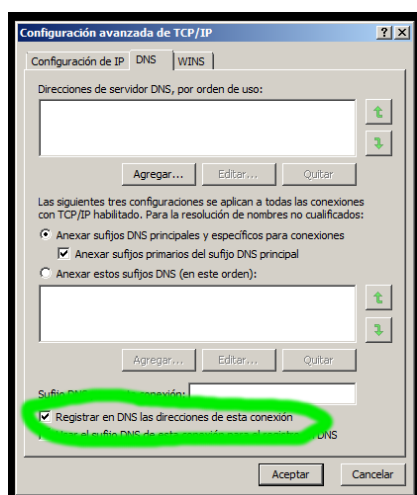 Configuración avanzada de TCP/IP
Configuración de IP DNS WINS
Direcciones de servidor DNS, por orden de uso:
Agregar... Editar... Quitar
Las siguientes tres configuraciones se aplican a todas las conexiones
con TCP/IP habilitado. Para la resolución de nombres no cualificados:
Anexar sufijos DNS principales y específicos para conexiones
Anexar sufijos primarios del sufijo DNS principal
Anexar estos sufijos DNS (en este orden):
Agregar... Editar... Quitar
Sufijo conexión:
Registrar en DNS las direcciones de esta conexión
el sufijo DNS de esta conexión para el DNS
Aceptar Cancelar